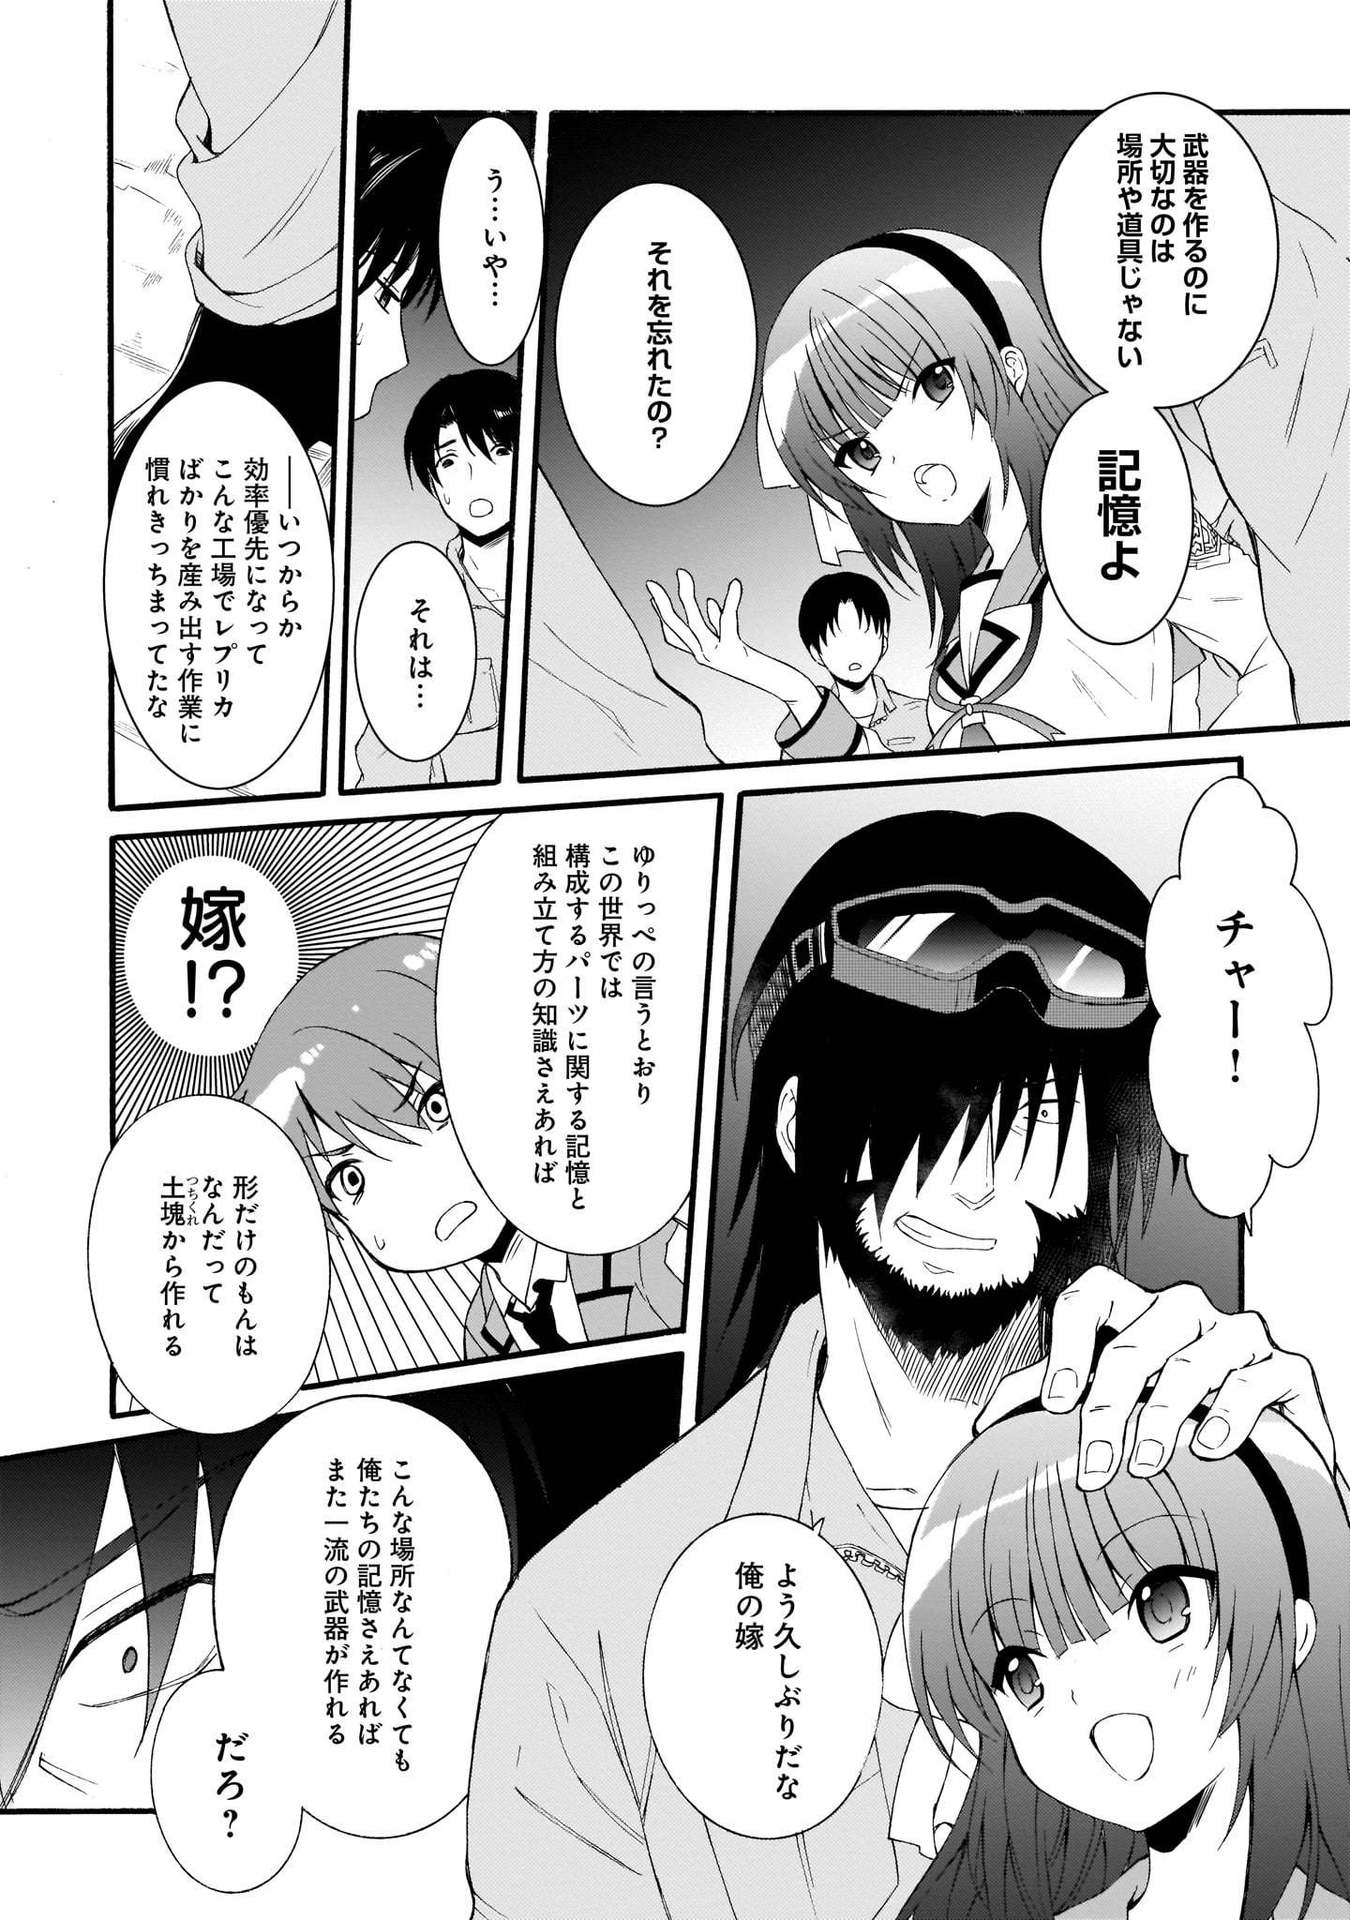 武器を作るのに
大切なのは
場所や道具じゃない
記憶よ
それを忘れたの？
う…いや…
それは…
――いつからか
効率優先になって
こんな工場でレプリカ
ばかりを産み出す作業に
慣れきっちまってたな
チャー！
よう久しぶりだな
俺の嫁
ゆりっぺの言うとおり
この世界では
構成するパーツに関する記憶と
組み立て方の知識さえあれば
嫁！？
形だけのもんは
なんだって
土塊から作れる
つちくれ
こんな場所なんてなくても
俺たちの記憶さえあれば
また一流の武器が作れる
だろ？